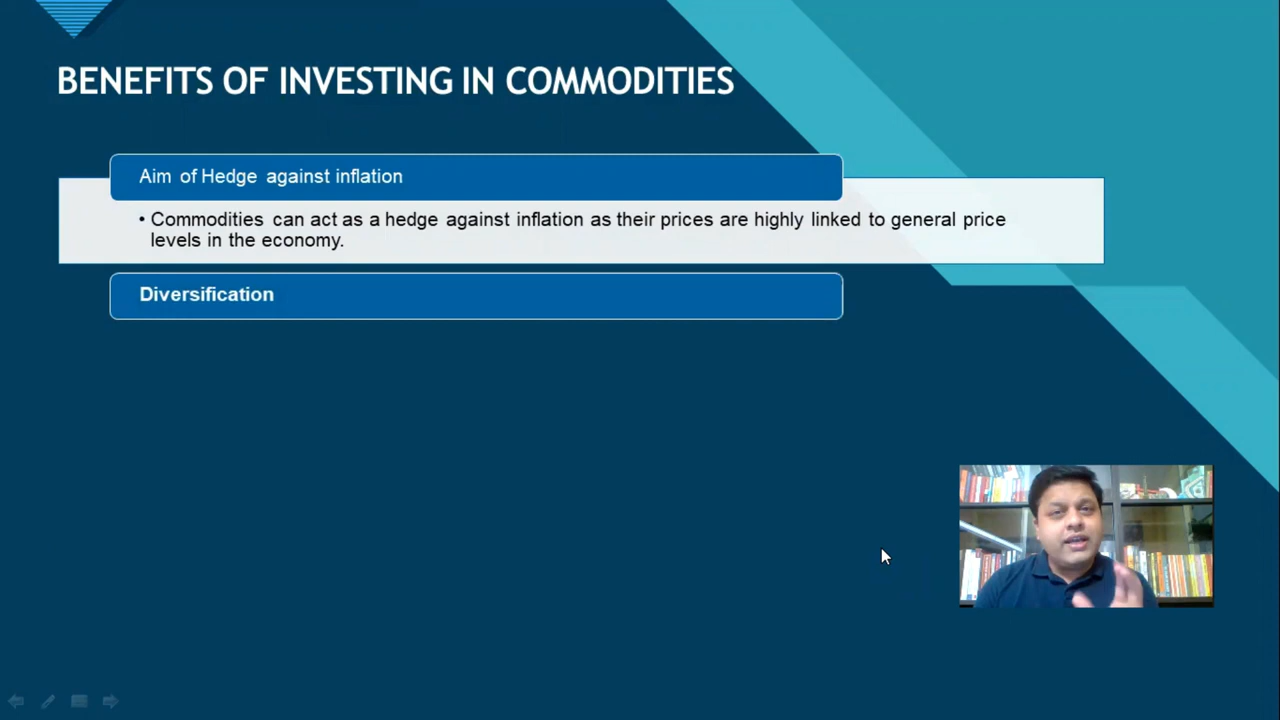 BENEFITS OF INVESTING IN COMMODITIES
Aim of Hedge against inflation
• Commodities can act as a hedge against inflation as their prices are highly linked to general price
levels in the economy.
Diversification